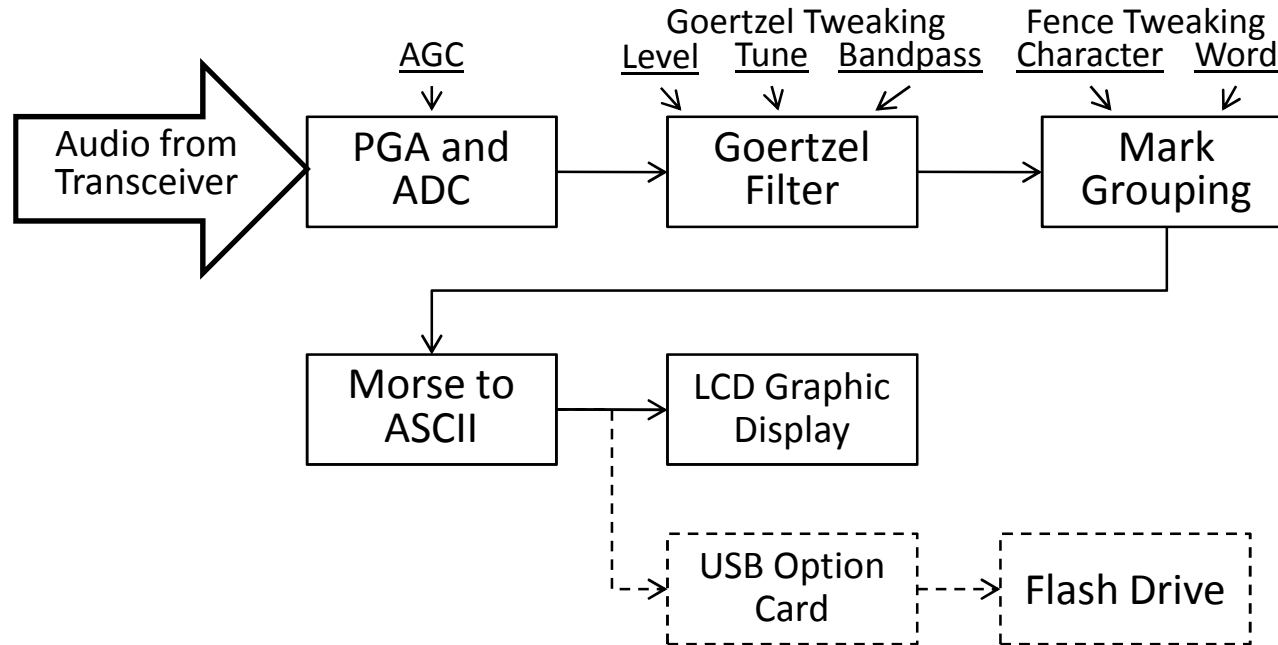 Goertzel Tweaking
Fence Tweaking
AGC
Level
Tune
Bandpass
Character
Word
Audio from
Transceiver
PGA and
ADC
Goertzel
Filter
Mark
Grouping
Morse to
ASCII
LCD Graphic
Display
USB Option
Card
Flash Drive